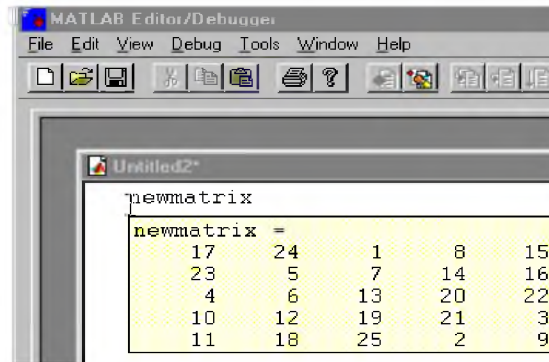 MATLAB Editor/Debugger
File Edit View Debug Tools Window Help
Untitled2*
newmatrix
newmatrix =
17 24 1 8 15
23 5 7 14 16
4 6 13 20 22
10 12 19 21 3
11 18 25 2 9